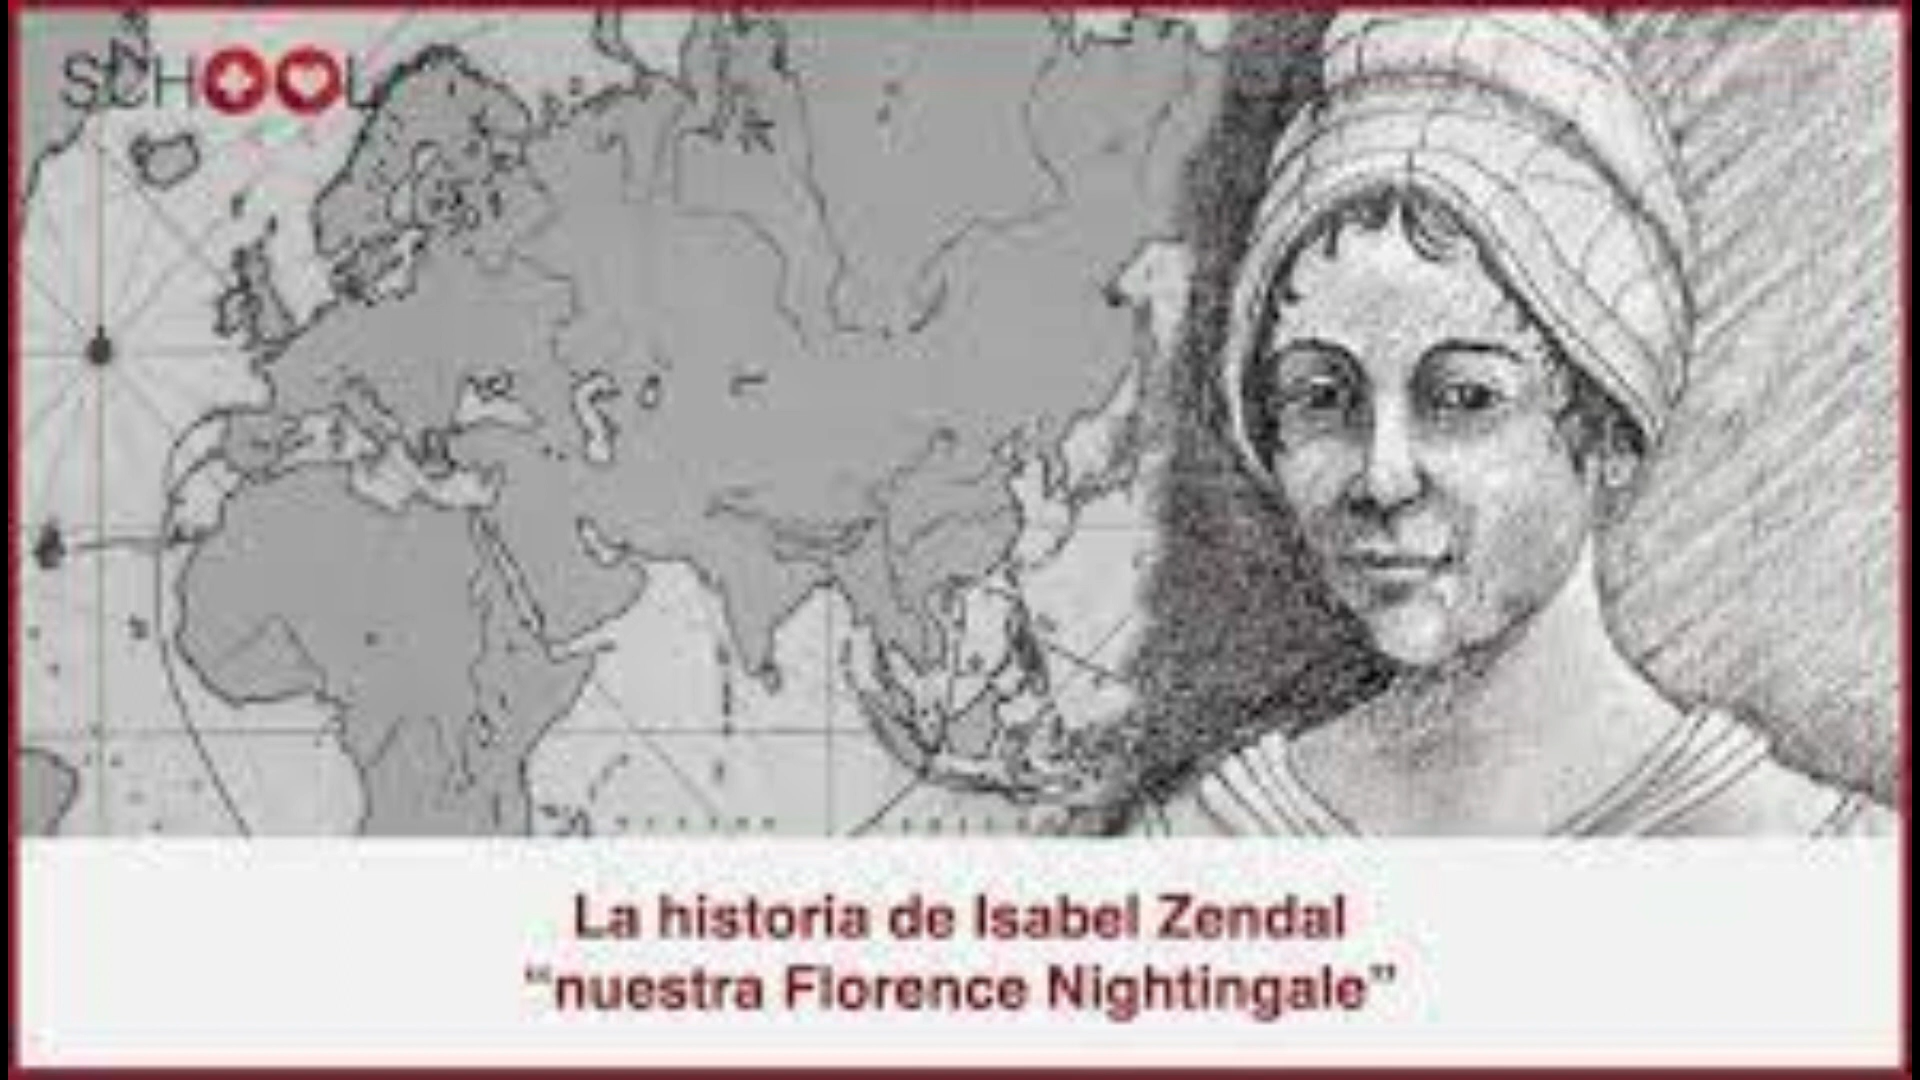 SCHOOL
La historia de Isabel Zendal
“nuestra Florence Nightingale”